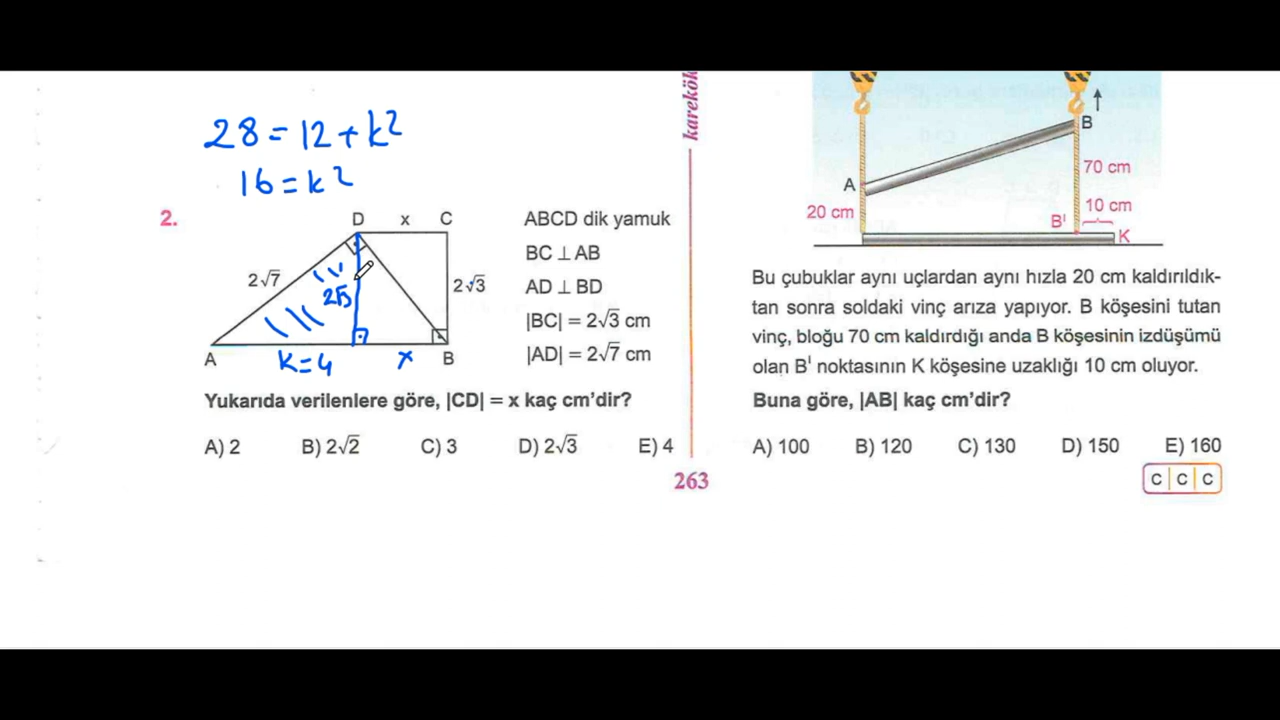 28 = 12 + k²
16 = k²
2.
D x C
2√7
2√3
2√3
A
k=4
x
B
ABCD dik yamuk
BC ⊥ AB
AD ⊥ BD
|BC| = 2√3 cm
|AD| = 2√7 cm
Yukarıda verilenlere göre, |CD| = x kaç cm'dir?
A) 2 B) 2√2 C) 3 D) 2√3 E) 4
karekök
263
B
70 cm
A
20 cm
10 cm
B'
K
Bu çubuklar aynı uçlardan aynı hızla 20 cm kaldırıldık-
tan sonra soldaki vinç arıza yapıyor. B köşesini tutan
vinç, bloğu 70 cm kaldırdığı anda B köşesinin izdüşümü
olan B' noktasının K köşesine uzaklığı 10 cm oluyor.
Buna göre, |AB| kaç cm'dir?
A) 100 B) 120 C) 130 D) 150 E) 160
C C C